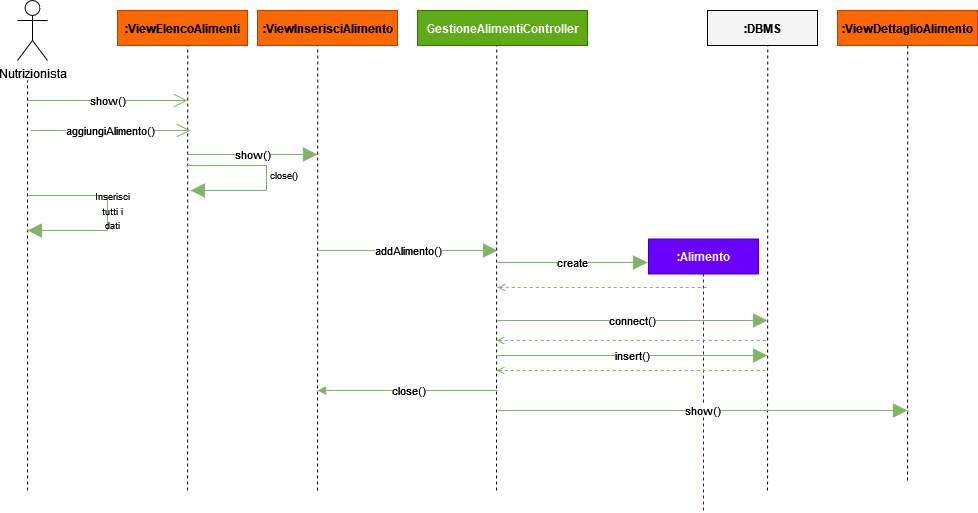 :ViewElencoAlimenti
:ViewInserisciAlimento
GestioneAlimentiController
:DBMS
:ViewDettaglioAlimento
Nutrizionista
show()
aggiungiAlimento()
show()
close()
Inserisci
tutti i
dati
addAlimento()
:Alimento
create
connect()
insert()
close()
show()